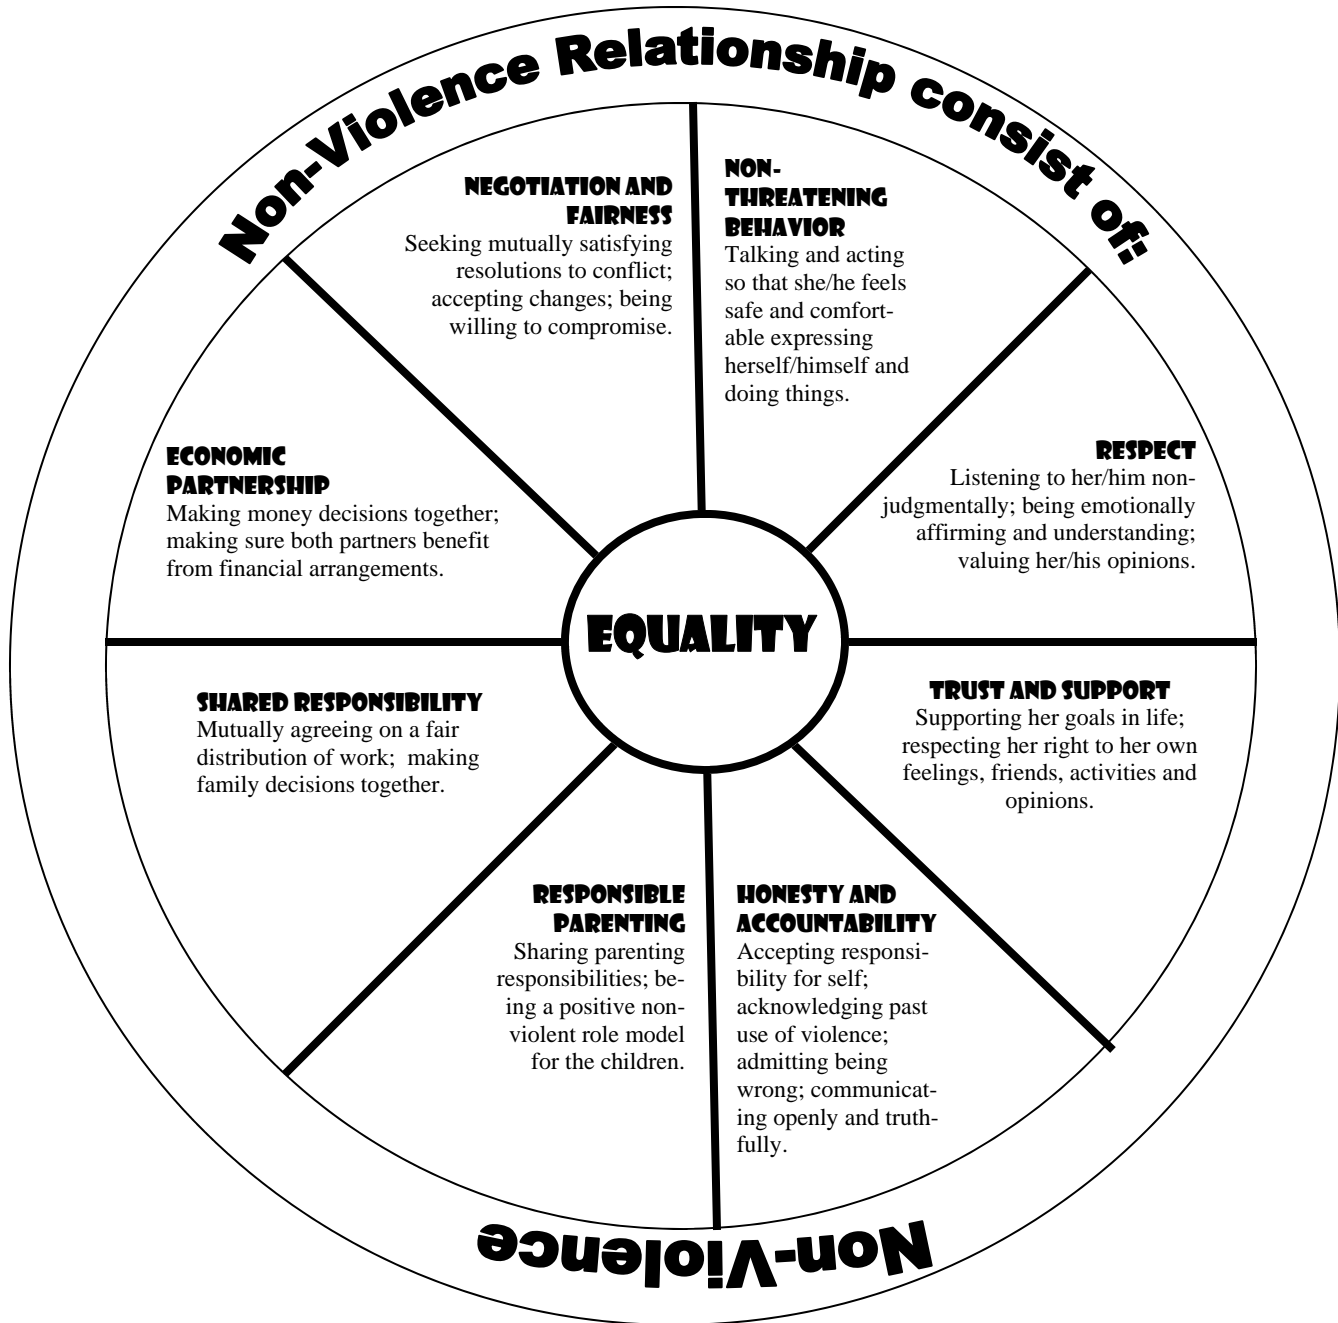 Non-Violence Relationship consist of:
NEGOTIATION AND
FAIRNESS
Seeking mutually satisfying
resolutions to conflict;
accepting changes; being
willing to compromise.
NON-
THREATENING
BEHAVIOR
Talking and acting
so that she/he feels
safe and comfort-
able expressing
herself/himself and
doing things.
ECONOMIC
PARTNERSHIP
Making money decisions together;
making sure both partners benefit
from financial arrangements.
RESPECT
Listening to her/him non-
judgmentally; being emotionally
affirming and understanding;
valuing her/his opinions.
EQUALITY
SHARED RESPONSIBILITY
Mutually agreeing on a fair
distribution of work;  making
family decisions together.
TRUST AND SUPPORT
Supporting her goals in life;
respecting her right to her own
feelings, friends, activities and
opinions.
RESPONSIBLE
PARENTING
Sharing parenting
responsibilities; be-
ing a positive non-
violent role model
for the children.
HONESTY AND
ACCOUNTABILITY
Accepting responsi-
bility for self;
acknowledging past
use of violence;
admitting being
wrong; communicat-
ing openly and truth-
fully.
Non-Violence